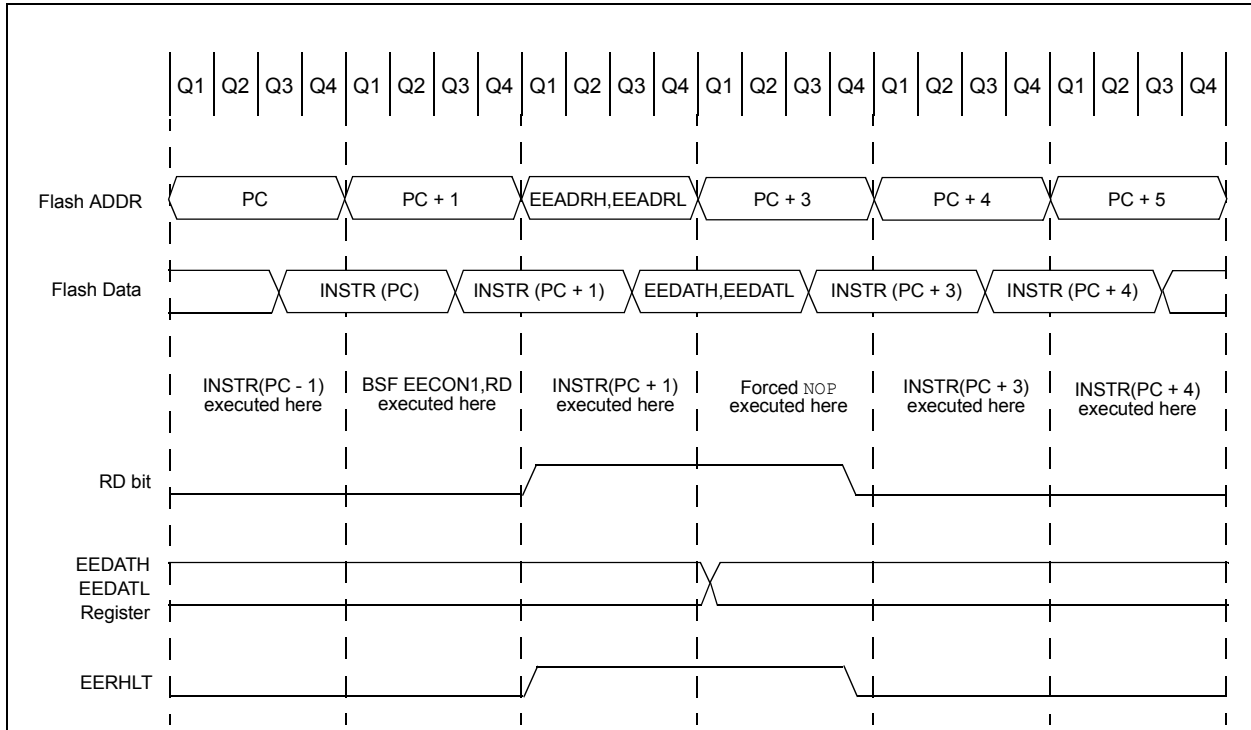 Q1 Q2 Q3 Q4 Q1 Q2 Q3 Q4 Q1 Q2 Q3 Q4 Q1 Q2 Q3 Q4 Q1 Q2 Q3 Q4 Q1 Q2 Q3 Q4
Flash ADDR PC PC + 1 EEADRH,EEADRL PC + 3 PC + 4 PC + 5
Flash Data INSTR (PC) INSTR (PC + 1) EEDATH,EEDATL INSTR (PC + 3) INSTR (PC + 4)
INSTR(PC - 1) BSF EECON1,RD INSTR(PC + 1) Forced NOP INSTR(PC + 3) INSTR(PC + 4)
executed here executed here executed here executed here executed here executed here
RD bit
EEDATH
EEDATL
Register
EERHLT